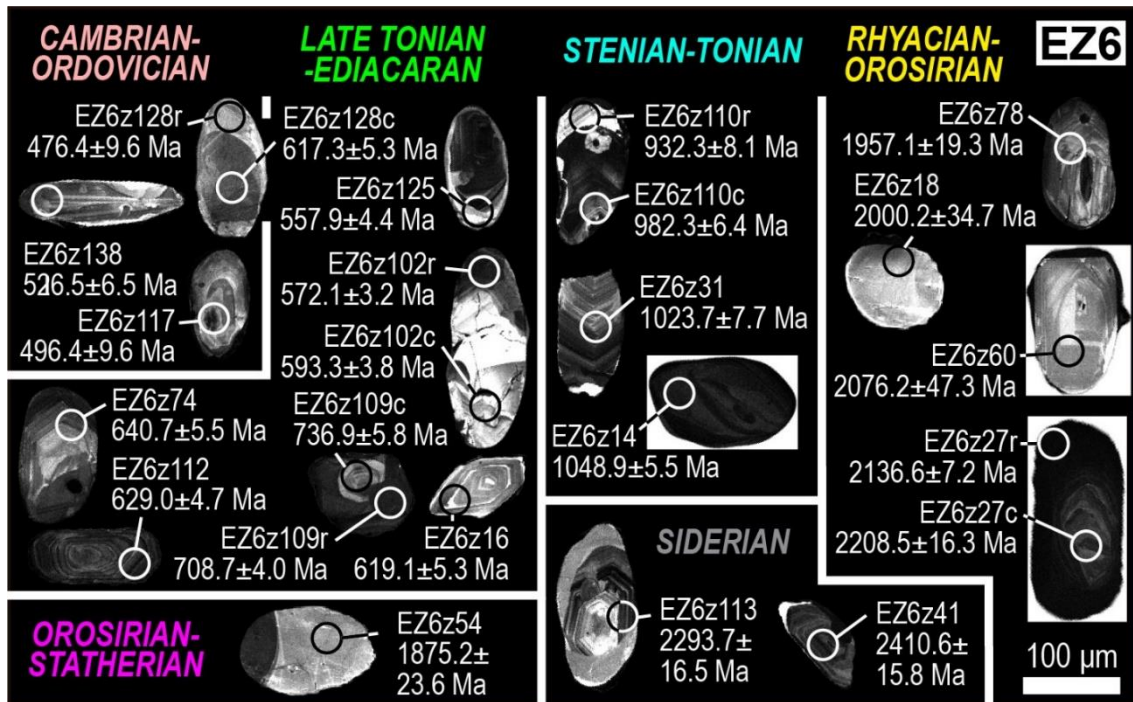 CAMBRIAN-
ORDOVICIAN
EZ6z128r
476.4±9.6 Ma
EZ6z138
526.5±6.5 Ma
EZ6z117
496.4±9.6 Ma
LATE TONIAN
-EDIACARAN
EZ6z128c
617.3±5.3 Ma
EZ6z125
557.9±4.4 Ma
EZ6z102r
572.1±3.2 Ma
EZ6z102c
593.3±3.8 Ma
EZ6z109c
736.9±5.8 Ma
EZ6z74
640.7±5.5 Ma
EZ6z112
629.0±4.7 Ma
EZ6z109r
708.7±4.0 Ma
EZ6z16
619.1±5.3 Ma
STENIAN-TONIAN
EZ6z110r
932.3±8.1 Ma
EZ6z110c
982.3±6.4 Ma
EZ6z31
1023.7±7.7 Ma
EZ6z14
1048.9±5.5 Ma
RHYACIAN-
OROSIRIAN
EZ6
EZ6z78
1957.1±19.3 Ma
EZ6z18
2000.2±34.7 Ma
EZ6z60
2076.2±47.3 Ma
EZ6z27r
2136.6±7.2 Ma
EZ6z27c
2208.5±16.3 Ma
OROSIRIAN-
STATHERIAN
EZ6z54
1875.2±
23.6 Ma
SIDERIAN
EZ6z113
2293.7±
16.5 Ma
EZ6z41
2410.6±
15.8 Ma
100 µm